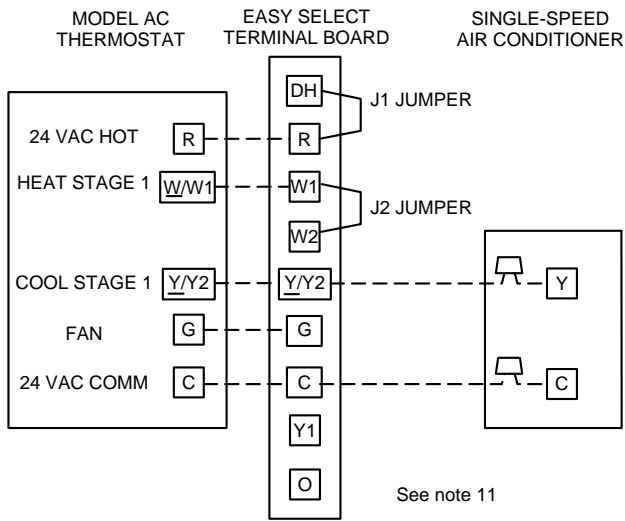 MODEL AC
THERMOSTAT
EASY SELECT
TERMINAL BOARD
SINGLE-SPEED
AIR CONDITIONER
DH
J1 JUMPER
24 VAC HOT R R
HEAT STAGE 1 W/W1 W1
J2 JUMPER
W2
COOL STAGE 1 Y/Y2 Y/Y2 Y
FAN G G
24 VAC COMM C C C
Y1
O
See note 11